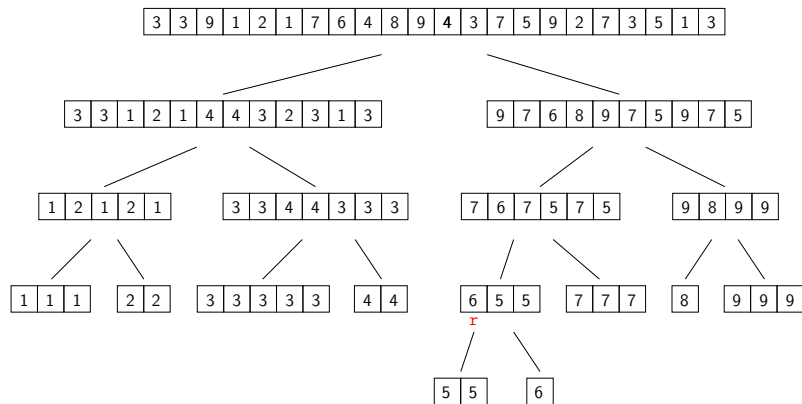 3 3 9 1 2 1 7 6 4 8 9 4 3 7 5 9 2 7 3 5 1 3
3 3 1 2 1 4 4 3 2 3 1 3 9 7 6 8 9 7 5 9 7 5
1 2 1 2 1 3 3 4 4 3 3 3 7 6 7 5 7 5 9 8 9 9
1 1 1 2 2 3 3 3 3 3 4 4 6 5 5 7 7 7 8 9 9 9
r
5 5 6